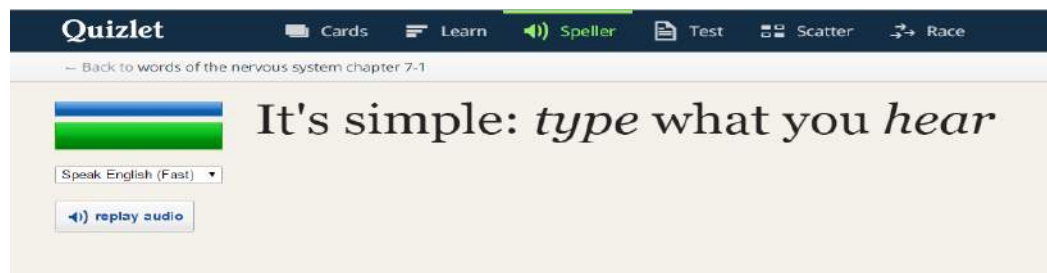 Quizlet Cards Learn Speller Test Scatter Race
← Back to words of the nervous system chapter 7-1
It's simple: type what you hear
Speak English (Fast)
replay audio